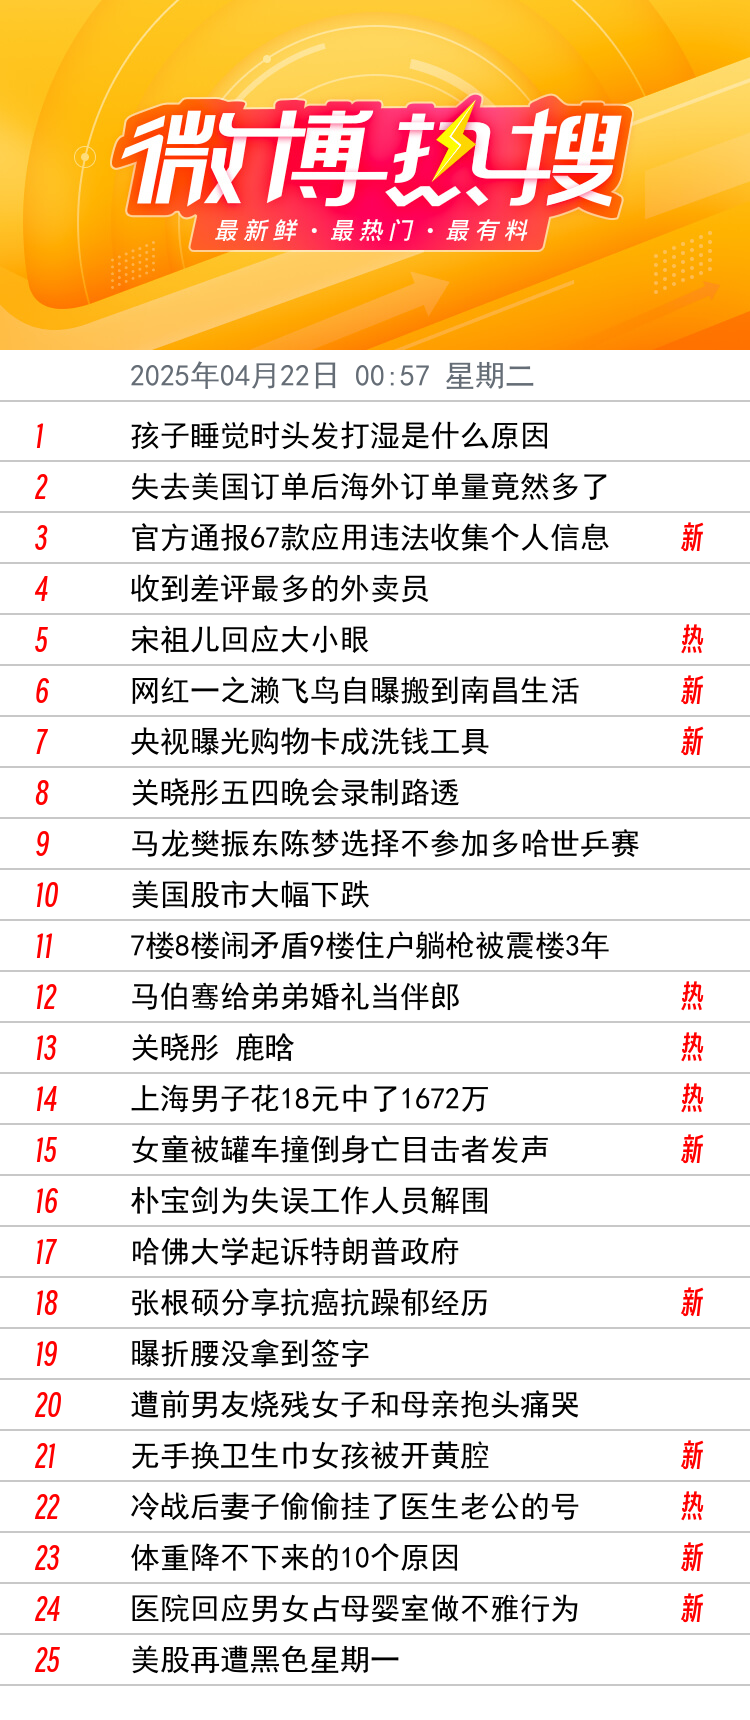 微博热搜
最新鲜·最热门·最有料
2025年04月22日 00:57 星期二
1 孩子睡觉时头发打湿是什么原因
2 失去美国订单后海外订单量竟然多了
3 官方通报67款应用违法收集个人信息 新
4 收到差评最多的外卖员
5 宋祖儿回应大小眼 热
6 网红一之濑飞鸟自曝搬到南昌生活 新
7 央视曝光购物卡成洗钱工具 新
8 关晓彤五四晚会录制路透
9 马龙樊振东陈梦选择不参加多哈世乒赛
10 美国股市大幅下跌
11 7楼8楼闹矛盾9楼住户躺枪被震楼3年
12 马伯骞给弟弟婚礼当伴郎 热
13 关晓彤 鹿晗 热
14 上海男子花18元中了1672万 热
15 女童被罐车撞倒身亡目击者发声 新
16 朴宝剑为失误工作人员解围
17 哈佛大学起诉特朗普政府
18 张根硕分享抗癌抗躁郁经历 新
19 曝折腰没拿到签字
20 遭前男友烧残女子和母亲抱头痛哭
21 无手换卫生巾女孩被开黄腔 新
22 冷战后妻子偷偷挂了医生老公的号 热
23 体重降不下来的10个原因 新
24 医院回应男女占母婴室做不雅行为 新
25 美股再遭黑色星期一